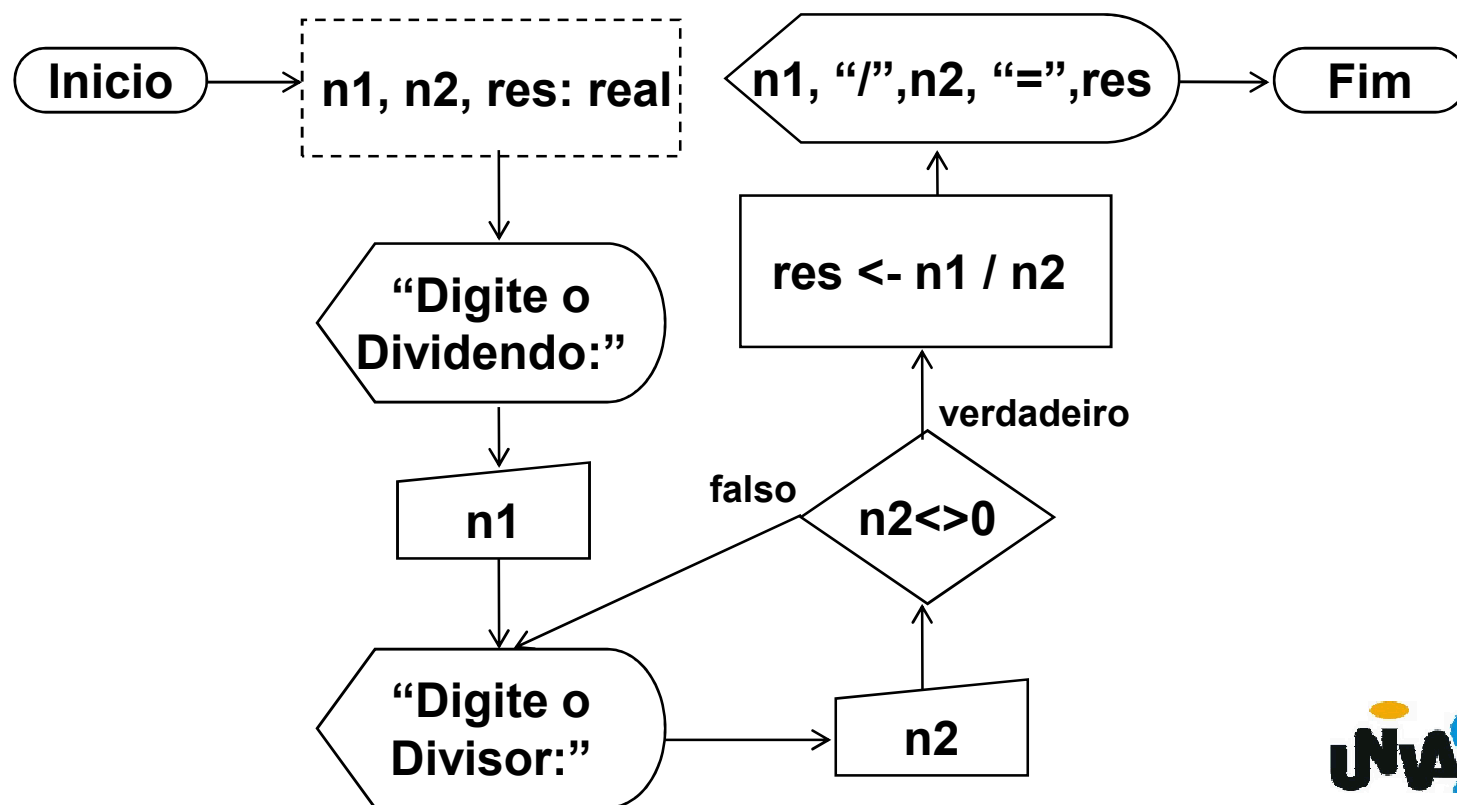 Inicio
n1, n2, res: real
“Digite o
Dividendo:”
n1
“Digite o
Divisor:”
n2
n2<>0
falso
verdadeiro
res <- n1 / n2
n1, “/”,n2, “=”,res
Fim